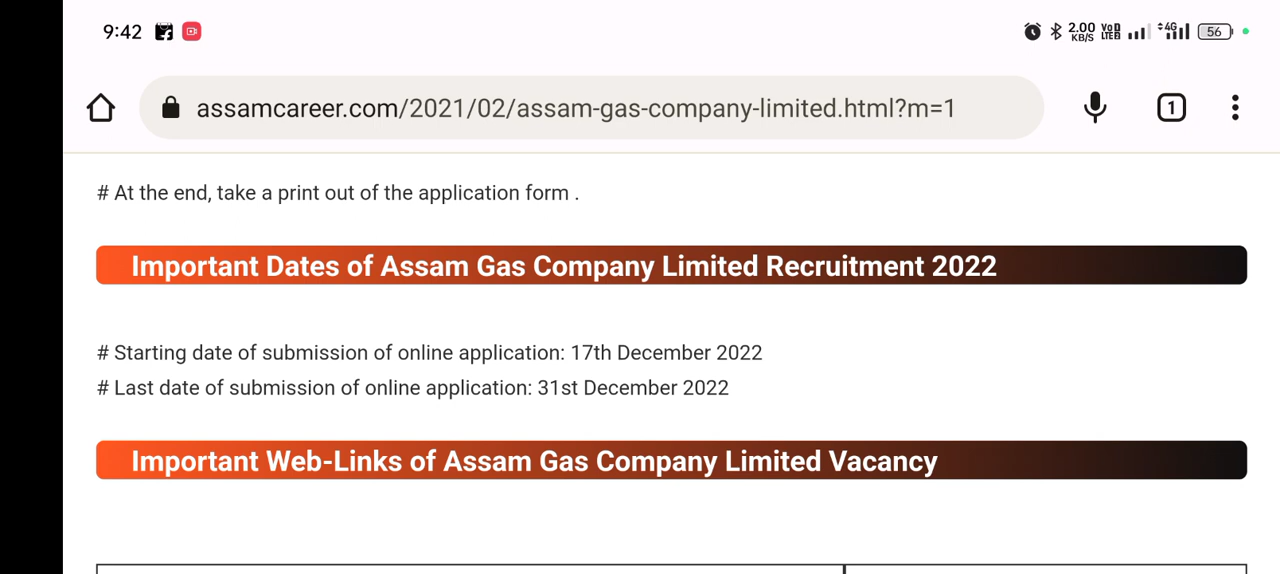 9:42
2.00
KB/S
4G
56
assamcareer.com/2021/02/assam-gas-company-limited.html?m=1
1
# At the end, take a print out of the application form .
Important Dates of Assam Gas Company Limited Recruitment 2022
# Starting date of submission of online application: 17th December 2022
# Last date of submission of online application: 31st December 2022
Important Web-Links of Assam Gas Company Limited Vacancy